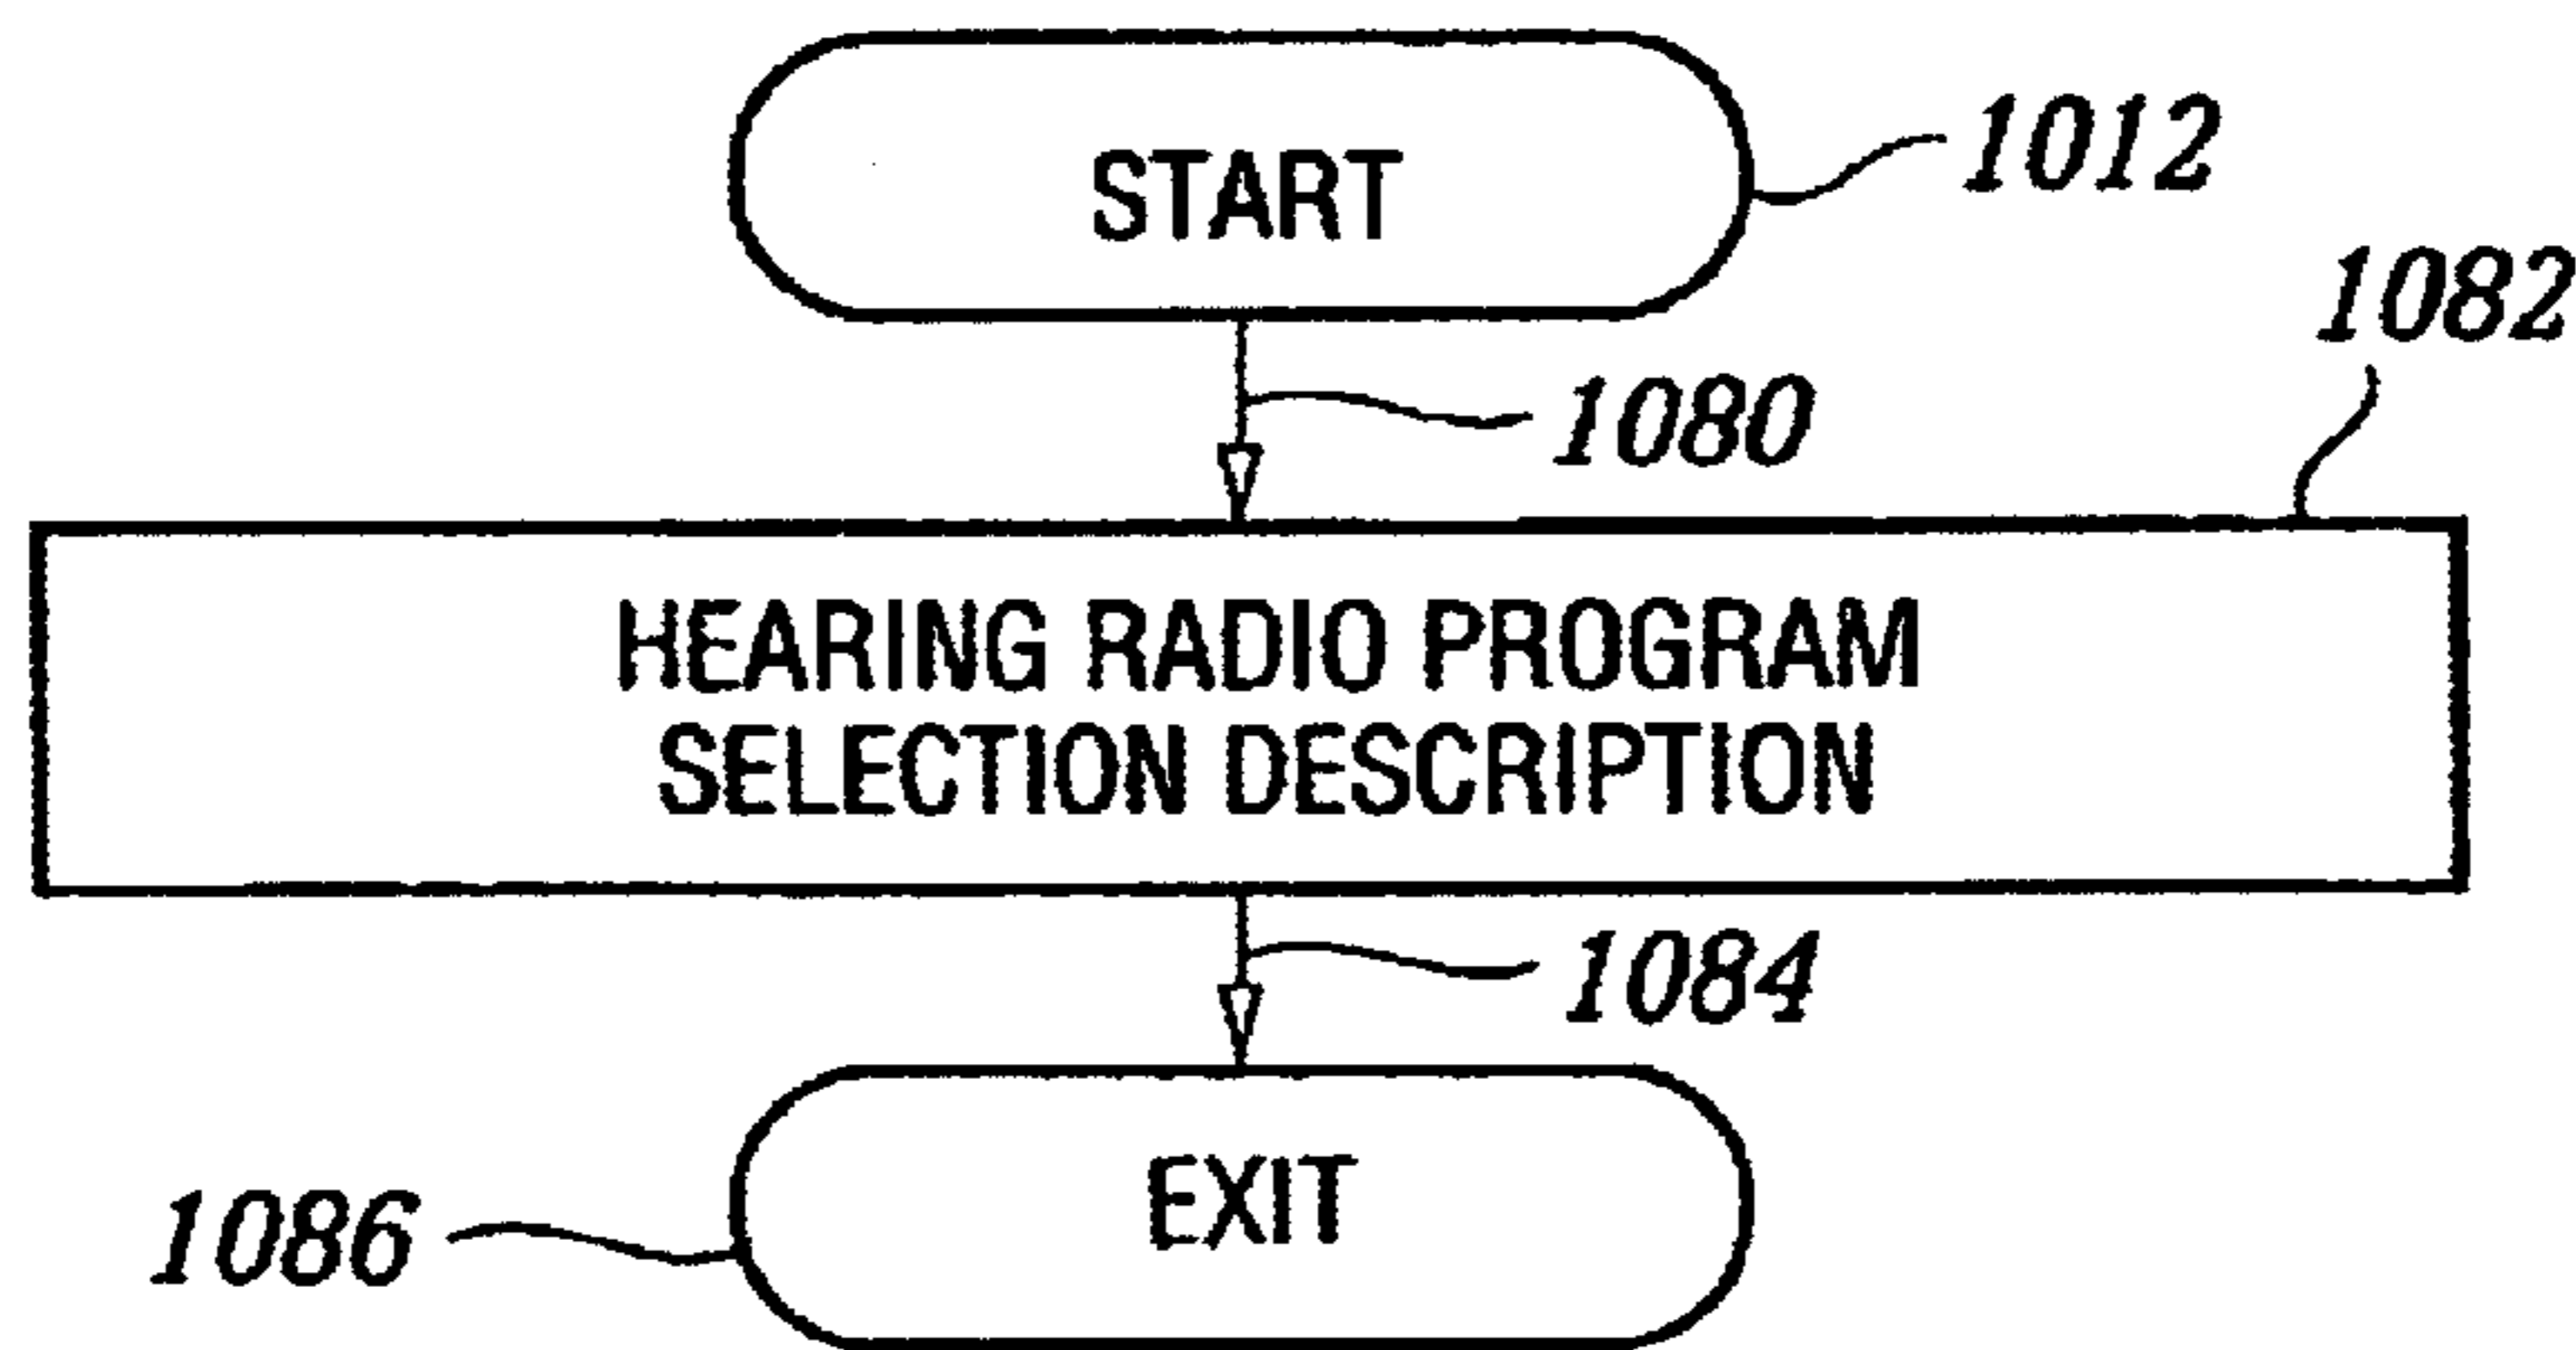 START
1012
1082
1080
HEARING RADIO PROGRAM
SELECTION DESCRIPTION
1084
EXIT
1086